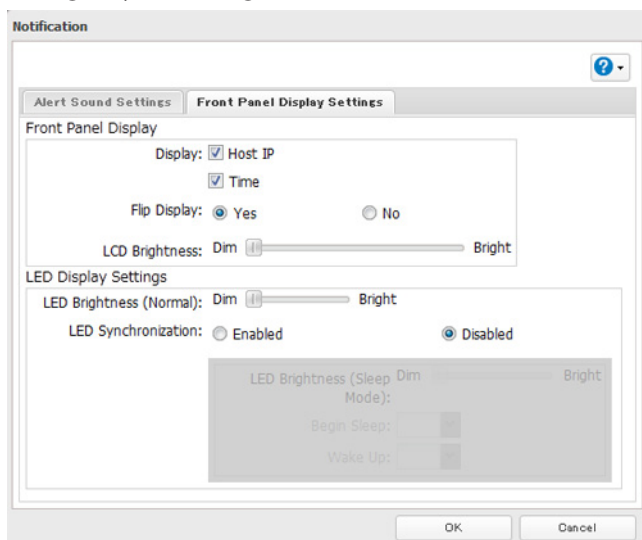 Notification
?
Alert Sound Settings Front Panel Display Settings
Front Panel Display
Display: Host IP
Time
Flip Display: Yes No
LCD Brightness: Dim Bright
LED Display Settings
LED Brightness (Normal): Dim Bright
LED Synchronization: Enabled Disabled
LED Brightness (Sleep Dim Bright
Mode):
Begin Sleep:
Wake Up:
OK Cancel